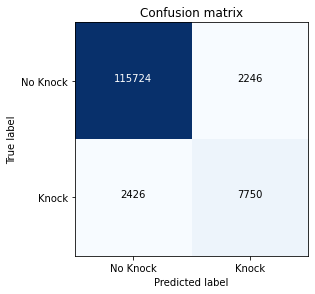 Confusion matrix
True label
No Knock
115724 2246
Knock
2426 7750
No Knock Knock
Predicted label